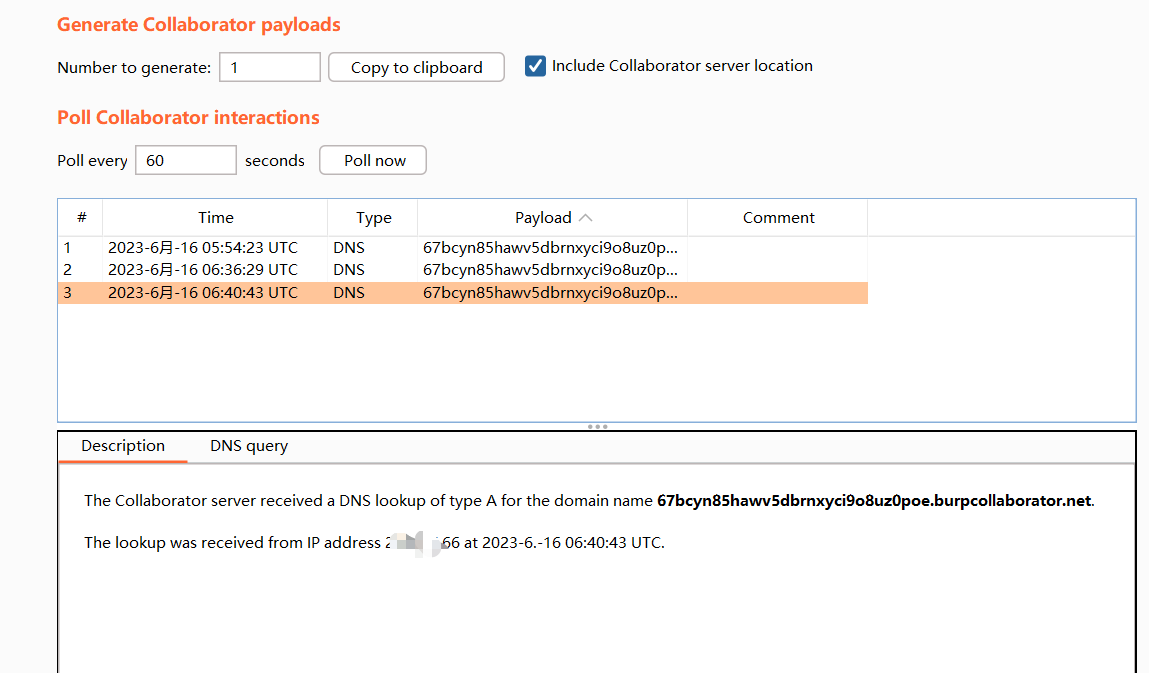 Generate Collaborator payloads
Number to generate: 1 Copy to clipboard Include Collaborator server location
Poll Collaborator interactions
Poll every 60 seconds Poll now
# Time Type Payload Comment
1 2023-6月-16 05:54:23 UTC DNS 67bcyn85hawv5dbrnxyci9o8uz0p...
2 2023-6月-16 06:36:29 UTC DNS 67bcyn85hawv5dbrnxyci9o8uz0p...
3 2023-6月-16 06:40:43 UTC DNS 67bcyn85hawv5dbrnxyci9o8uz0p...
Description DNS query
The Collaborator server received a DNS lookup of type A for the domain name 67bcyn85hawv5dbrnxyci9o8uz0poe.burpcollaborator.net.
The lookup was received from IP address at 2023-6.-16 06:40:43 UTC.